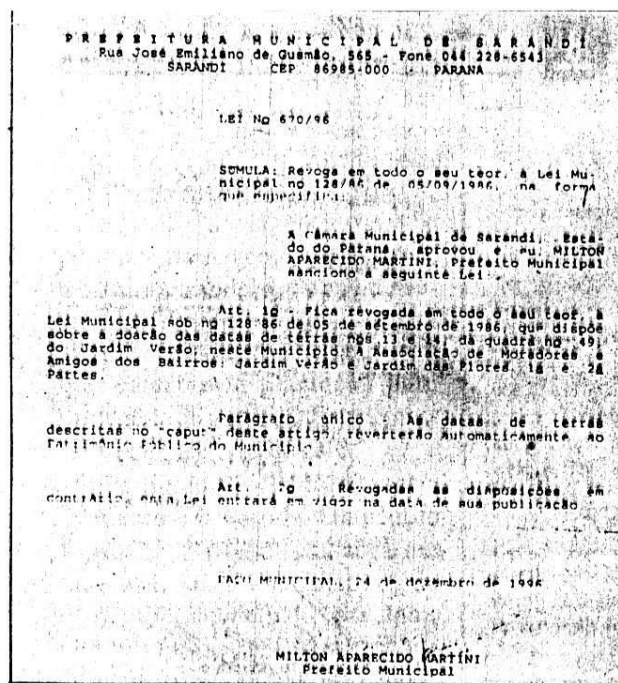 PREFEITURA MUNICIPAL DE SARANDI
Rua José Emiliano de Gusmão, 565 - Fone 044 228-6543
SARANDI CEP 86985-000 - PARANA
LEI No 670/96
SUMULA: Revoga em todo o seu teor, a Lei Mu-
nicipal no 128/86 de 05/09/1986, na forma
que especifica:
A Câmara Municipal de Sarandi, Esta-
do do Paraná, aprovou e eu, MILTON
APARECIDO MARTINI, Prefeito Municipal
sanciono a seguinte Lei:
Art. 1o - Fica revogada em todo o seu teor, a
Lei Municipal sob no 128/86 de 05 de setembro de 1986, que dispõe
sobre a doação das datas de terras nos 13 e 14, da quadra no 49,
do Jardim Verão, neste Município, A Associação de Moradores e
Amigos dos Bairros: Jardim Verão e Jardim das Flores, 1a e 2a
Partes.
Parágrafo único - As datas de terras
descritas no "caput" deste artigo, reverterão automaticamente ao
Patrimônio Público do Município.
Art. 2o Revogadas as disposições em
contrário, esta Lei entrará em vigor na data de sua publicação
PAÇO MUNICIPAL, 24 de dezembro de 1996
MILTON APARECIDO MARTINI
Prefeito Municipal